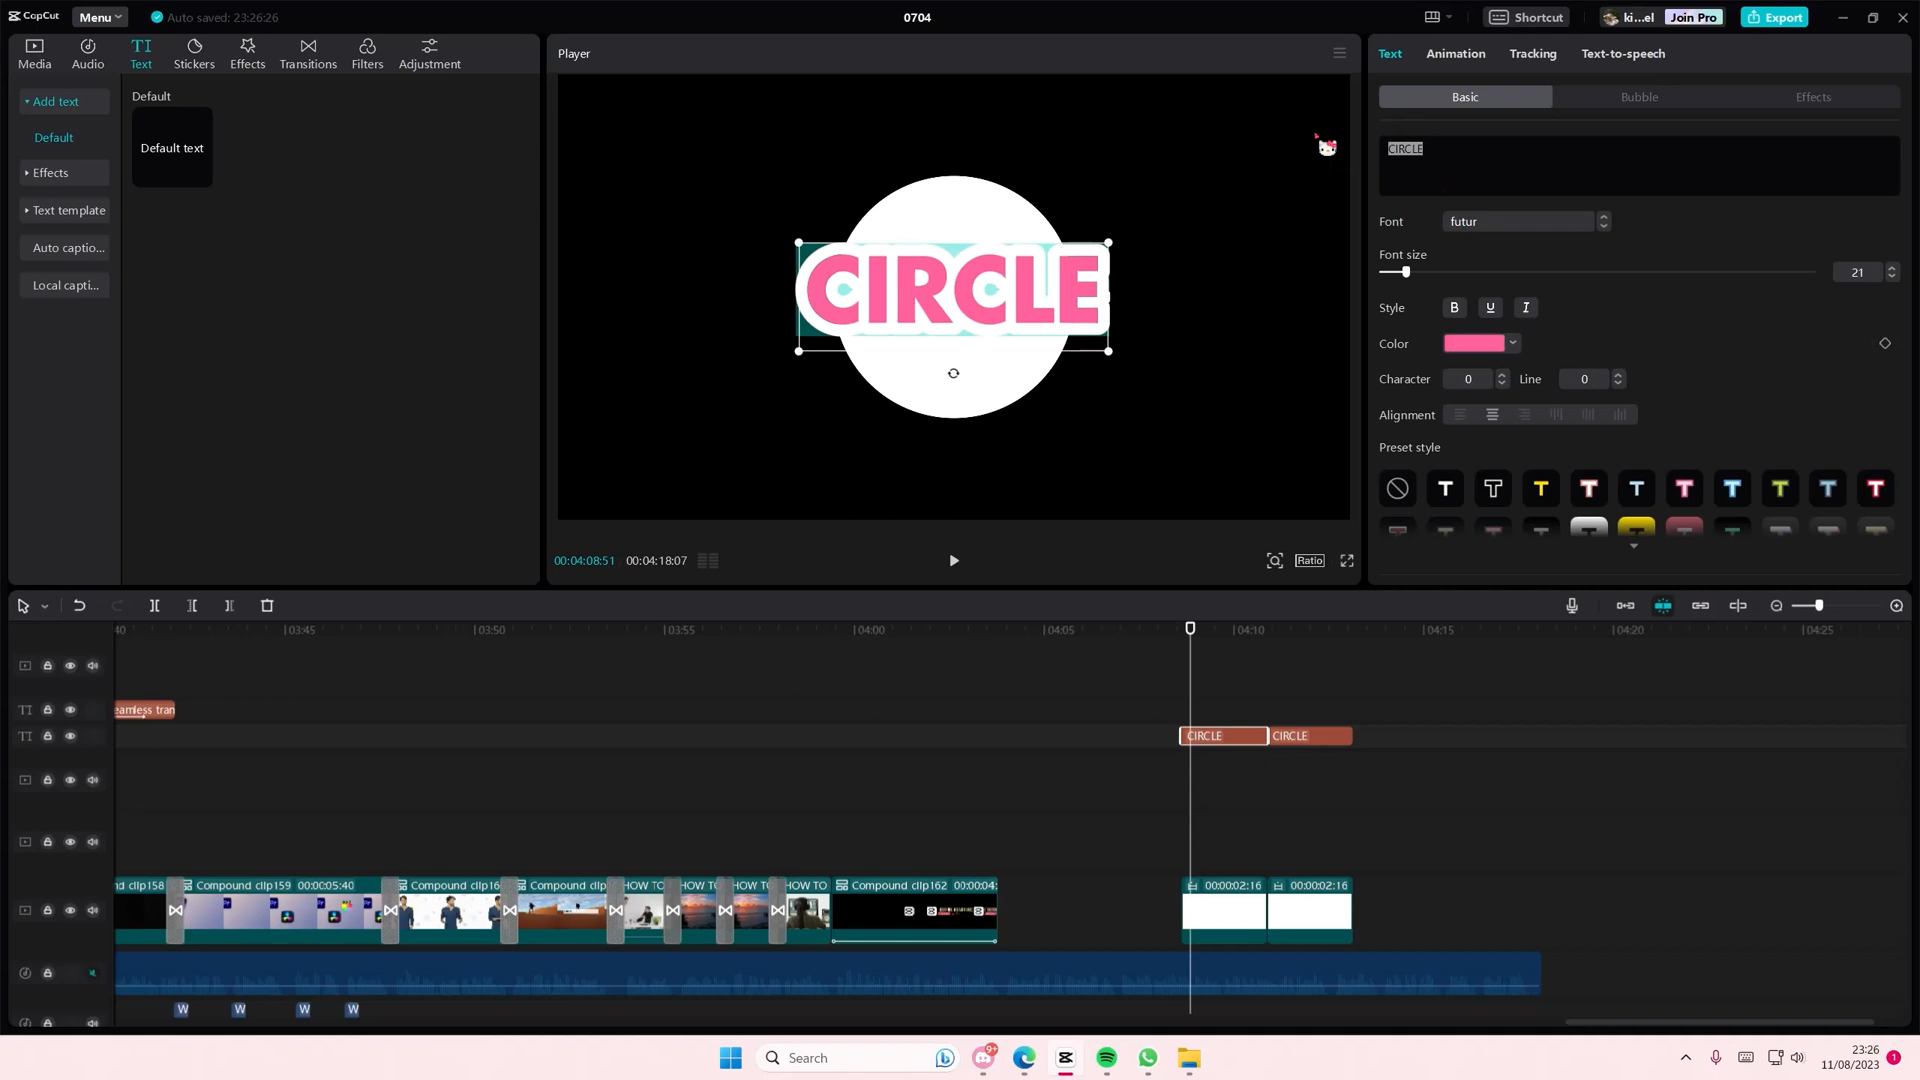 CapCut
Menu
Auto saved: 23:26:26
0704
Shortcut
ki...el
Join Pro
Export
Media
Audio
TI
Text
Stickers
Effects
Transitions
Filters
Adjustment
Add text
Default
Effects
Text template
Auto captio...
Local capti...
Default
Default text
Player
CIRCLE
00:04:08:51
00:04:18:07
Ratio
Text
Animation
Tracking
Text-to-speech
Basic
Bubble
Effects
CIRCLE
Font
futur
Font size
21
Style
B
U
I
Color
Character
0
Line
0
Alignment
Preset style
T T T T T T T T T T
40
03:45
03:50
03:55
04:00
04:05
04:10
04:15
04:20
04:25
TI
eamless tran
TI
CIRCLE
CIRCLE
nd clip158
Compound clip159 00:00:05:40
Compound clip16
Compound clip
HOW TO
HOW TO
HOW TO
HOW TO
Compound clip162 00:00:04:
00:00:02:16
00:00:02:16
W W W W
Search
9+
23:26
11/08/2023
1